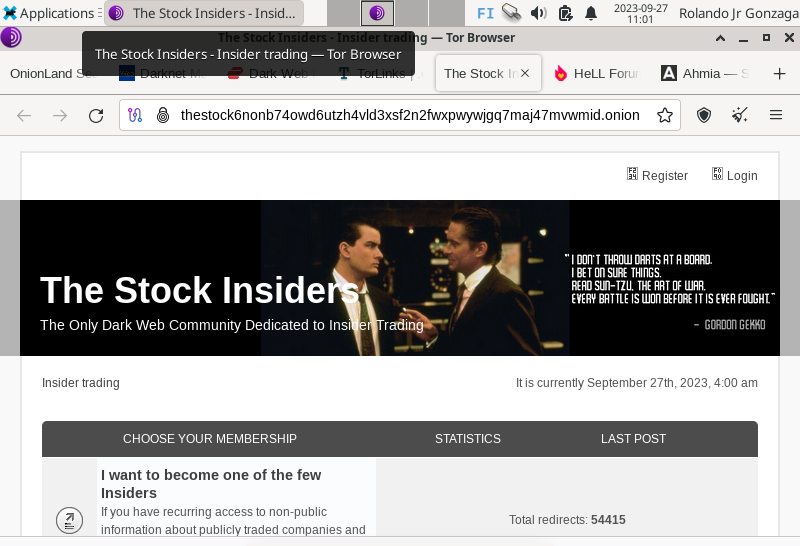 Applications
The Stock Insiders - Insid...
FI
2023-09-27
11:01
Rolando Jr Gonzaga
The Stock Insiders - Insider trading — Tor Browser
The Stock Insiders - Insider trading — Tor Browser
OnionLand Se
Darknet M
Dark Web
TorLinks |
The Stock In
HeLL Forum
Ahmia — S
thestock6nonb74owd6utzh4vld3xsf2n2fwxpwywjgq7maj47mvwmid.onion
Register
Login
The Stock Insiders
The Only Dark Web Community Dedicated to Insider Trading
"I DON'T THROW DARTS AT A BOARD.
I BET ON SURE THINGS.
READ SUN-TZU, THE ART OF WAR.
EVERY BATTLE IS WON BEFORE IT IS EVER FOUGHT."
- GORDON GEKKO
Insider trading
It is currently September 27th, 2023, 4:00 am
CHOOSE YOUR MEMBERSHIP
STATISTICS
LAST POST
I want to become one of the few
Insiders
If you have recurring access to non-public
information about publicly traded companies and
Total redirects: 54415